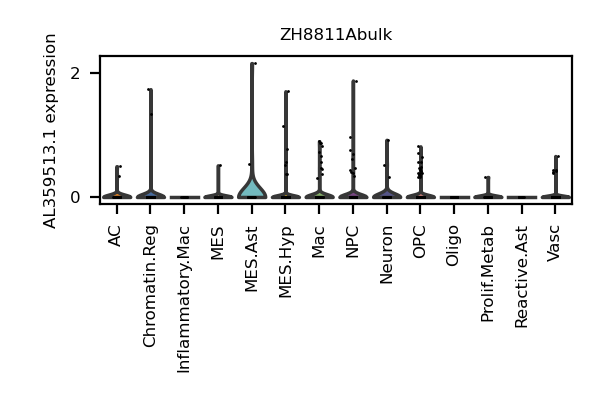 ZH8811Abulk
AL359513.1 expression
2
0
AC
Chromatin.Reg
Inflammatory.Mac
MES
MES.Ast
MES.Hyp
Mac
NPC
Neuron
OPC
Oligo
Prolif.Metab
Reactive.Ast
Vasc